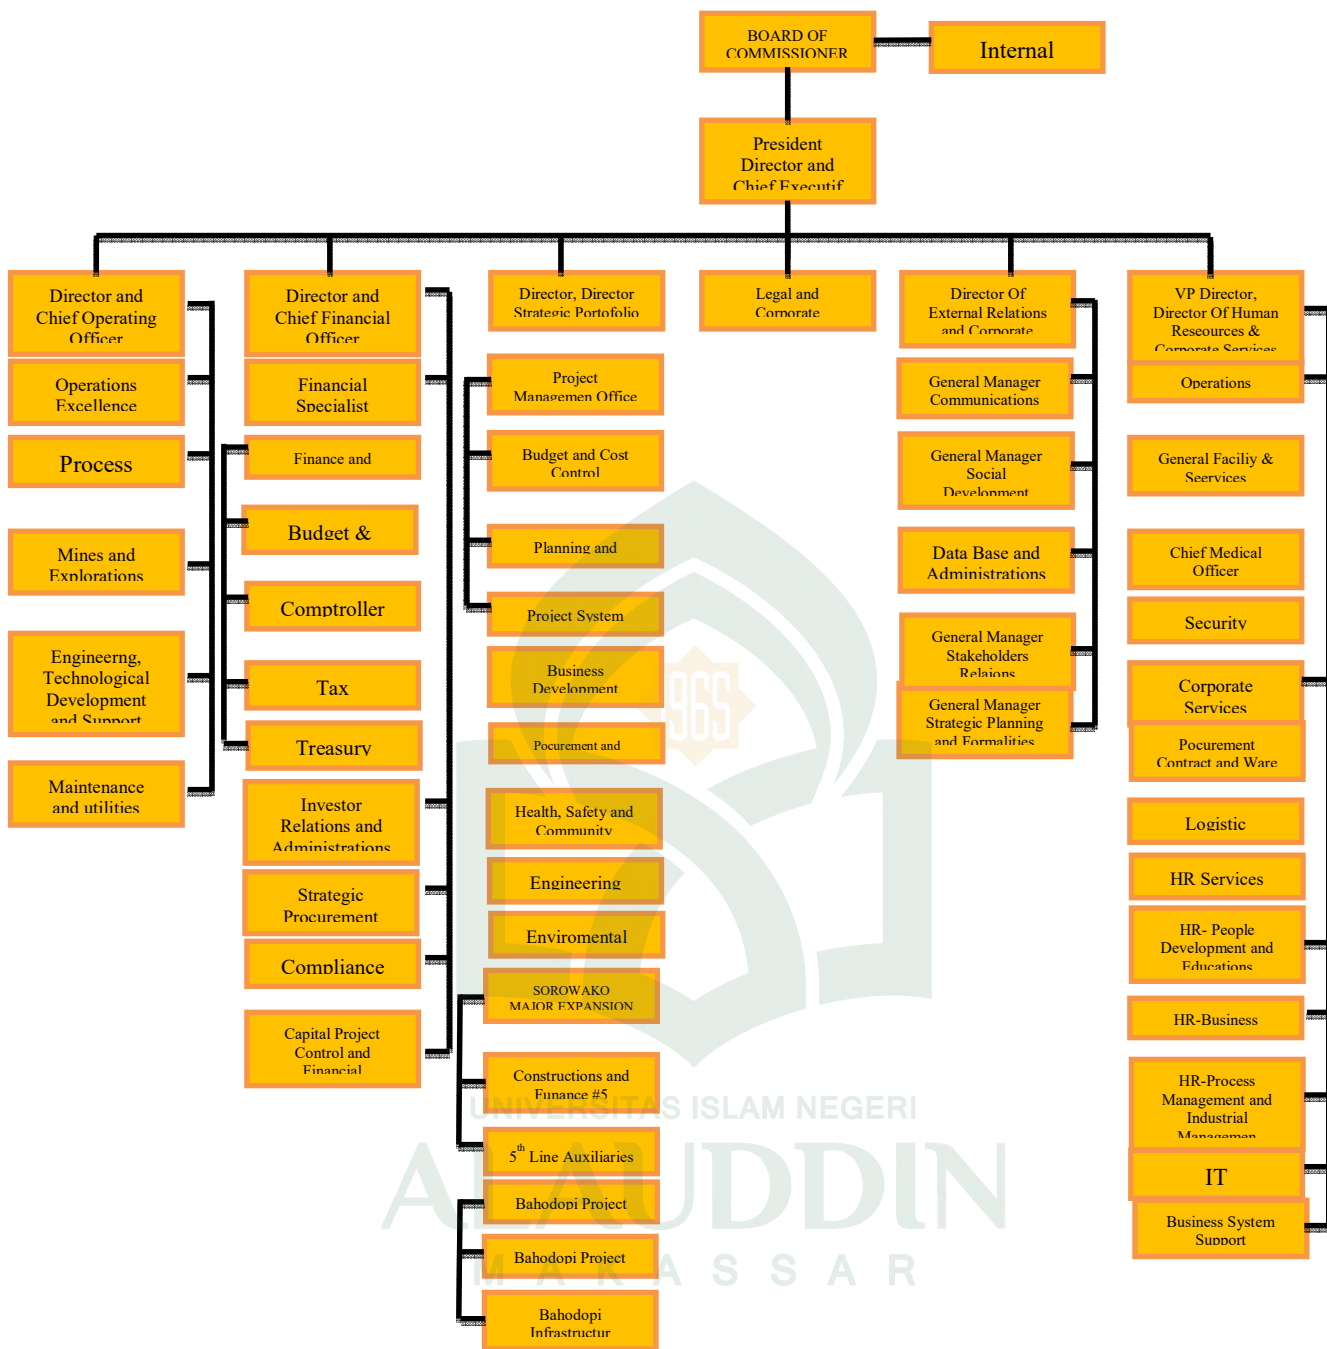 BOARD OF
COMMISSIONER
Internal
President
Director and
Chief Executif
Director and
Chief Operating
Officer
Operations
Excellence
Process
Mines and
Explorations
Engineerng,
Technological
Development
and Support
Maintenance
and utilities
Director and
Chief Financial
Officer
Financial
Specialist
Finance and
Budget &
Comptroller
Tax
Treasury
Investor
Relations and
Administrations
Strategic
Procurement
Compliance
Capital Project
Control and
Financial
Director, Director
Strategic Portofolio
Project
Managemen Office
Budget and Cost
Control
Planning and
Project System
Business
Development
Pocurement and
Health, Safety and
Community
Engineering
Enviromental
SOROWAKO
MAJOR EXPANSION
Constructions and
Funance #5
5th Line Auxiliaries
Bahodopi Project
Bahodopi Project
Bahodopi
Infrastructur
Legal and
Corporate
Director Of
External Relations
and Corporate
General Manager
Communications
General Manager
Social
Development
Data Base and
Administrations
General Manager
Stakeholders
Relaions
General Manager
Strategic Planning
and Formalities
VP Director,
Director Of Human
Reseources &
Corporate Services
Operations
General Faciliy &
Seervices
Chief Medical
Officer
Security
Corporate
Services
Pocurement
Contract and Ware
Logistic
HR Services
HR- People
Development and
Educations
HR-Business
HR-Process
Management and
Industrial
Managemen
IT
Business System
Support
1965
UNIVERSITAS ISLAM NEGERI
ALAUDDIN
MAKASSAR